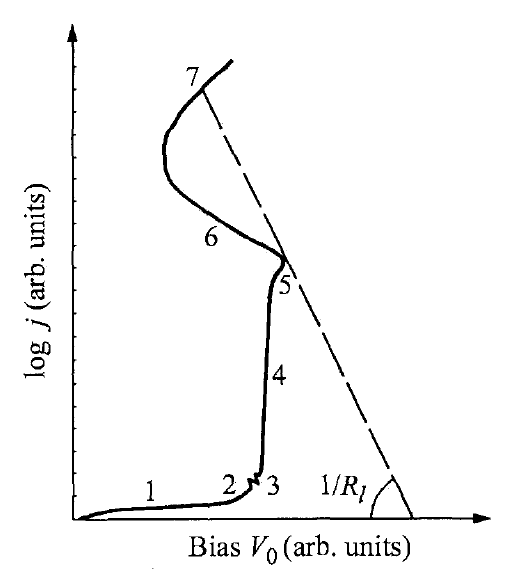 7
log j (arb. units)
6
5
4
1
2
3
1/R_l
Bias V_0 (arb. units)